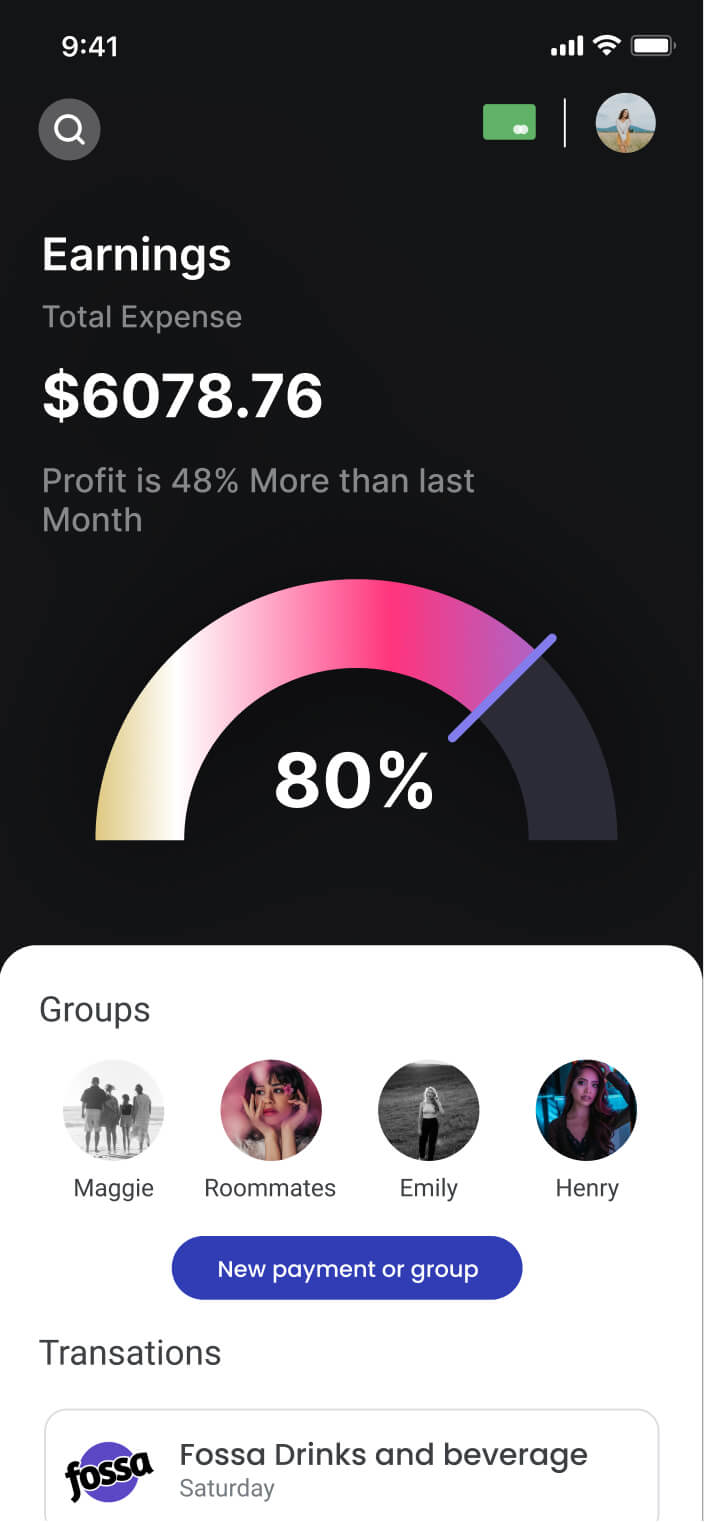 9:41
Earnings
Total Expense
$6078.76
Profit is 48% More than last
Month
80%
Groups
Maggie
Roommates
Emily
Henry
New payment or group
Transations
fossa
Fossa Drinks and beverage
Saturday